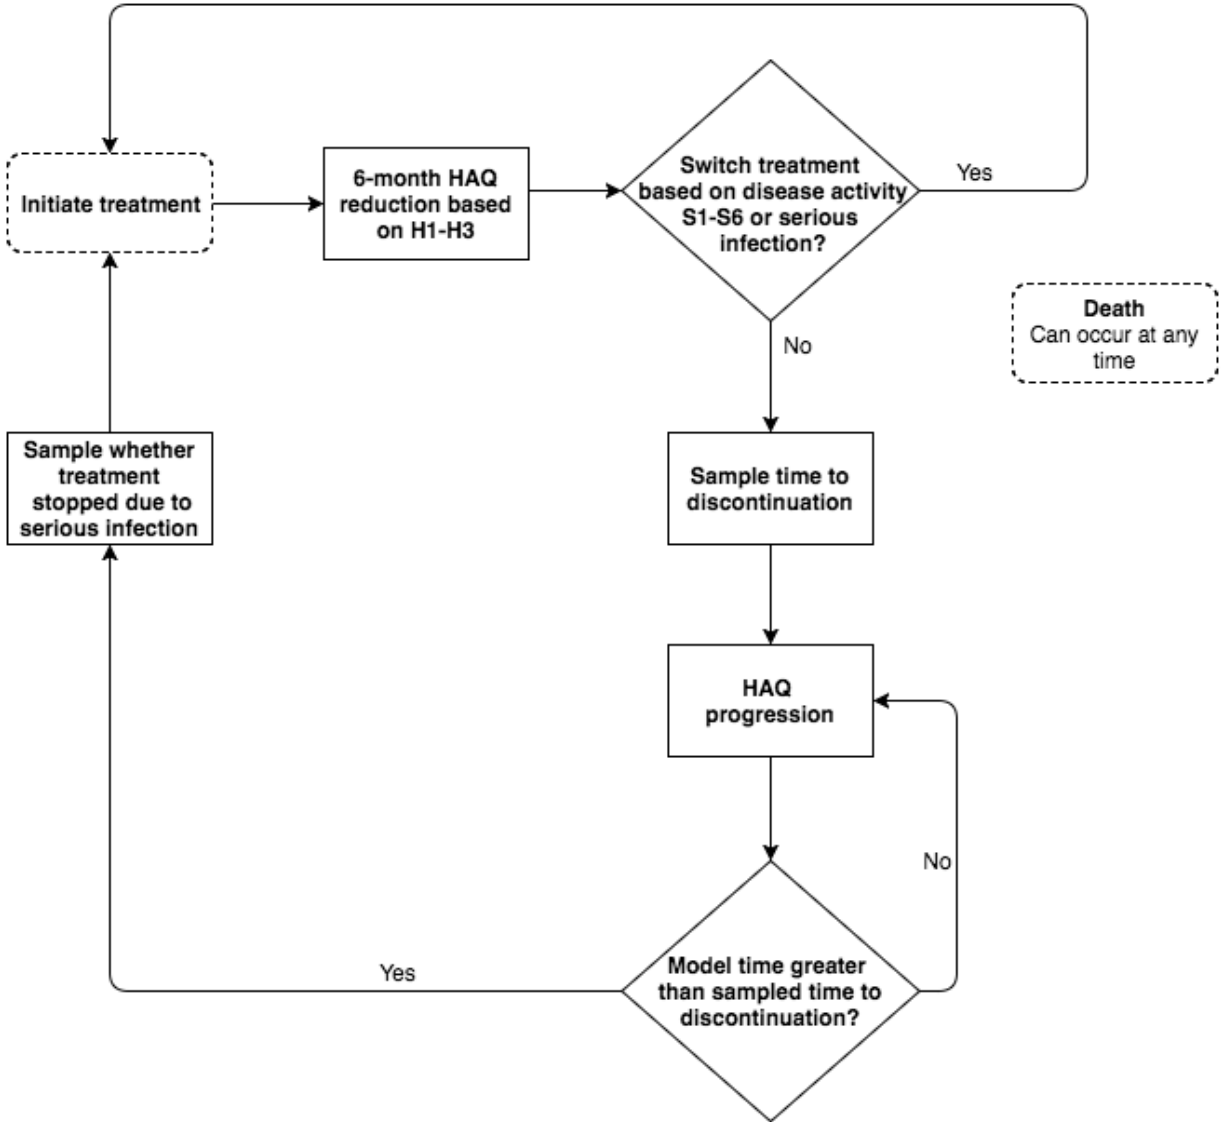 Initiate treatment
6-month HAQ
reduction based
on H1-H3
Switch treatment
based on disease activity
S1-S6 or serious
infection?
Yes
Death
Can occur at any
time
No
Sample whether
treatment
stopped due to
serious infection
Sample time to
discontinuation
HAQ
progression
No
Model time greater
than sampled time to
discontinuation?
Yes